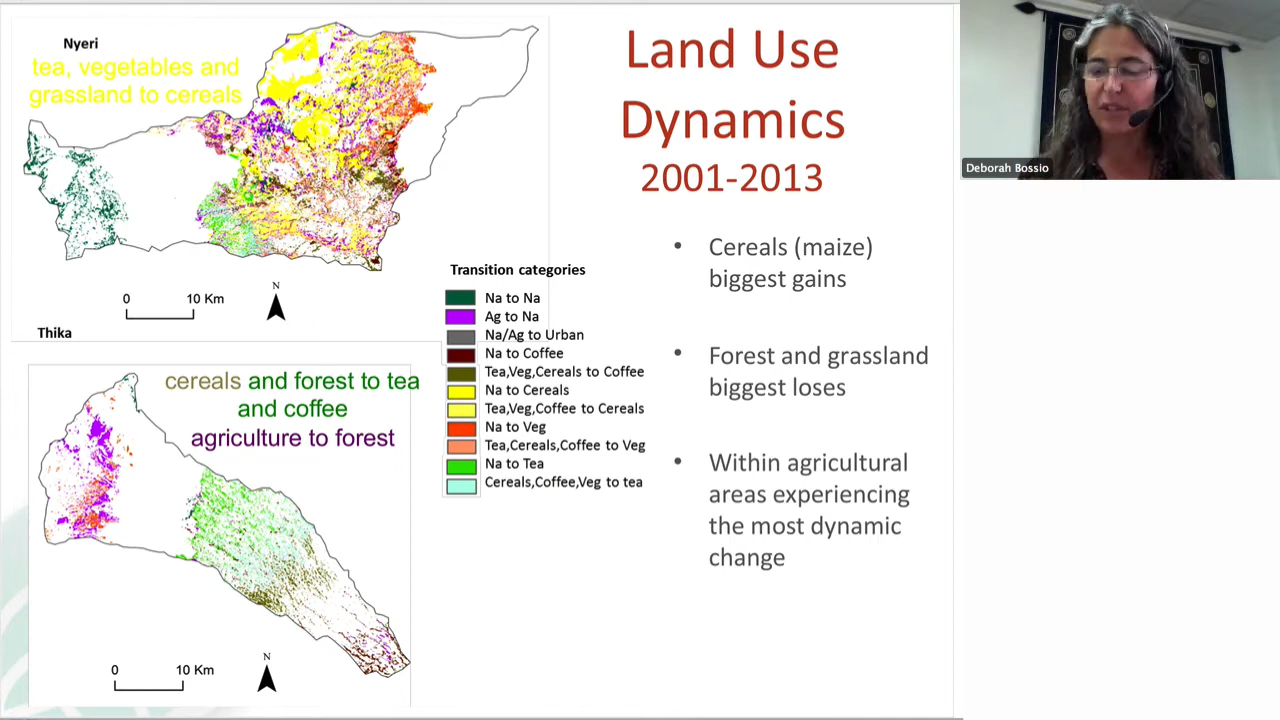 Nyeri
tea, vegetables and
grassland to cereals
0 10 Km
N
Thika
cereals and forest to tea
and coffee
agriculture to forest
0 10 Km
N
Transition categories
Na to Na
Ag to Na
Na/Ag to Urban
Na to Coffee
Tea,Veg,Cereals to Coffee
Na to Cereals
Tea,Veg,Coffee to Cereals
Na to Veg
Tea,Cereals,Coffee to Veg
Na to Tea
Cereals,Coffee,Veg to tea
Land Use
Dynamics
2001-2013
• Cereals (maize)
biggest gains
• Forest and grassland
biggest loses
• Within agricultural
areas experiencing
the most dynamic
change
Deborah Bossio